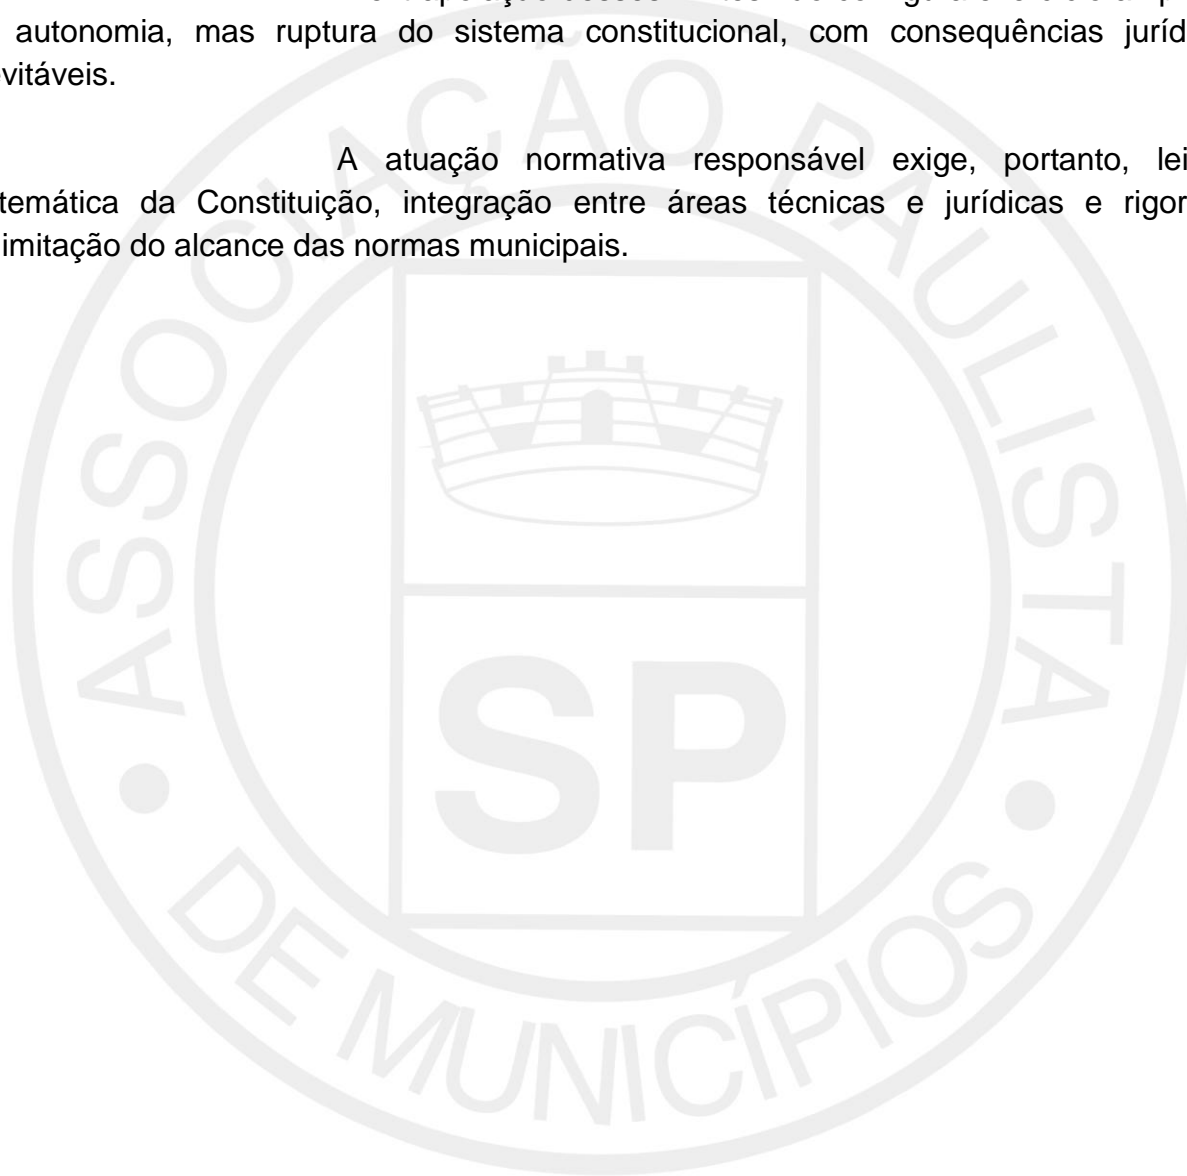 autonomia, mas ruptura do sistema constitucional, com consequências juríd
evitáveis.
A atuação normativa responsável exige, portanto, lei
temática da Constituição, integração entre áreas técnicas e jurídicas e rigor
imitação do alcance das normas municipais.
ASSOCIAÇÃO PAULISTA
SP
• DE MUNICÍPIOS •